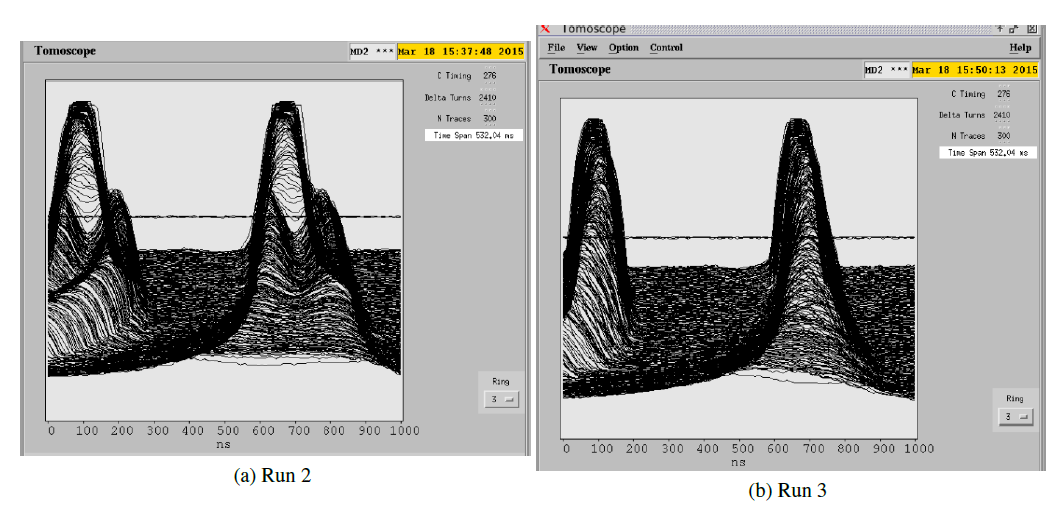 Tomoscope
MD2 *** Mar 18 15:37:48 2015
C Timing 276
Delta Turns 2410
N Traces 300
Time Span 532.04 ms
Ring
3
0 100 200 300 400 500 600 700 800 900 1000
ns
(a) Run 2
X Tomoscope
File View Option Control Help
Tomoscope
MD2 *** Mar 18 15:50:13 2015
C Timing 276
Delta Turns 2410
N Traces 300
Time Span 532.04 ms
Ring
3
0 100 200 300 400 500 600 700 800 900 1000
ns
(b) Run 3